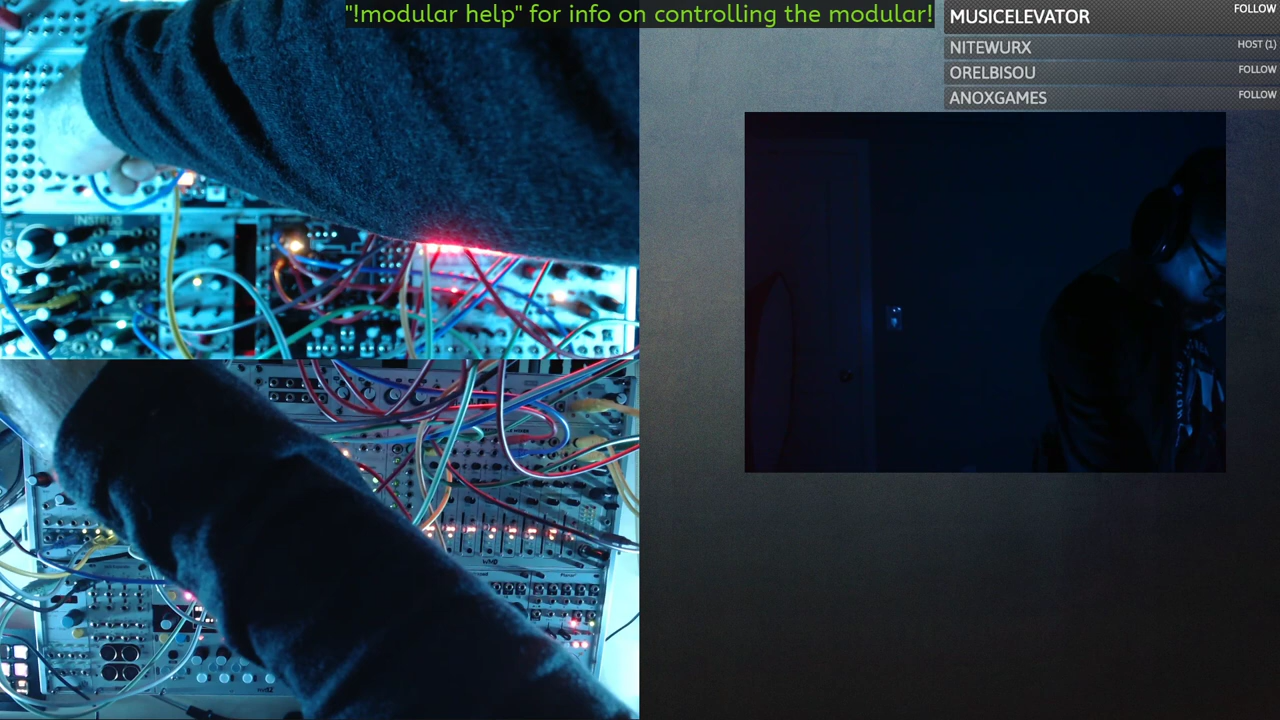 "!modular help" for info on controlling the modular!
FOLLOW
MUSICELEVATOR
NITEWURX
HOST (1)
ORELBISOU
FOLLOW
ANOXGAMES
FOLLOW